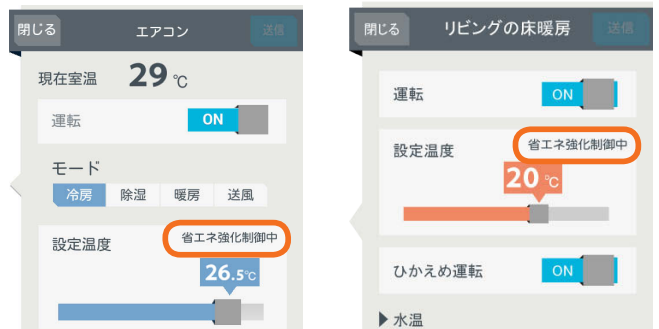 閉じる エアコン 送信
現在室温 29℃
運転 ON
モード
冷房 除湿 暖房 送風
設定温度 省エネ強化制御中
26.5℃
閉じる リビングの床暖房 送信
運転 ON
設定温度 省エネ強化制御中
20℃
ひかえめ運転 ON
▶水温